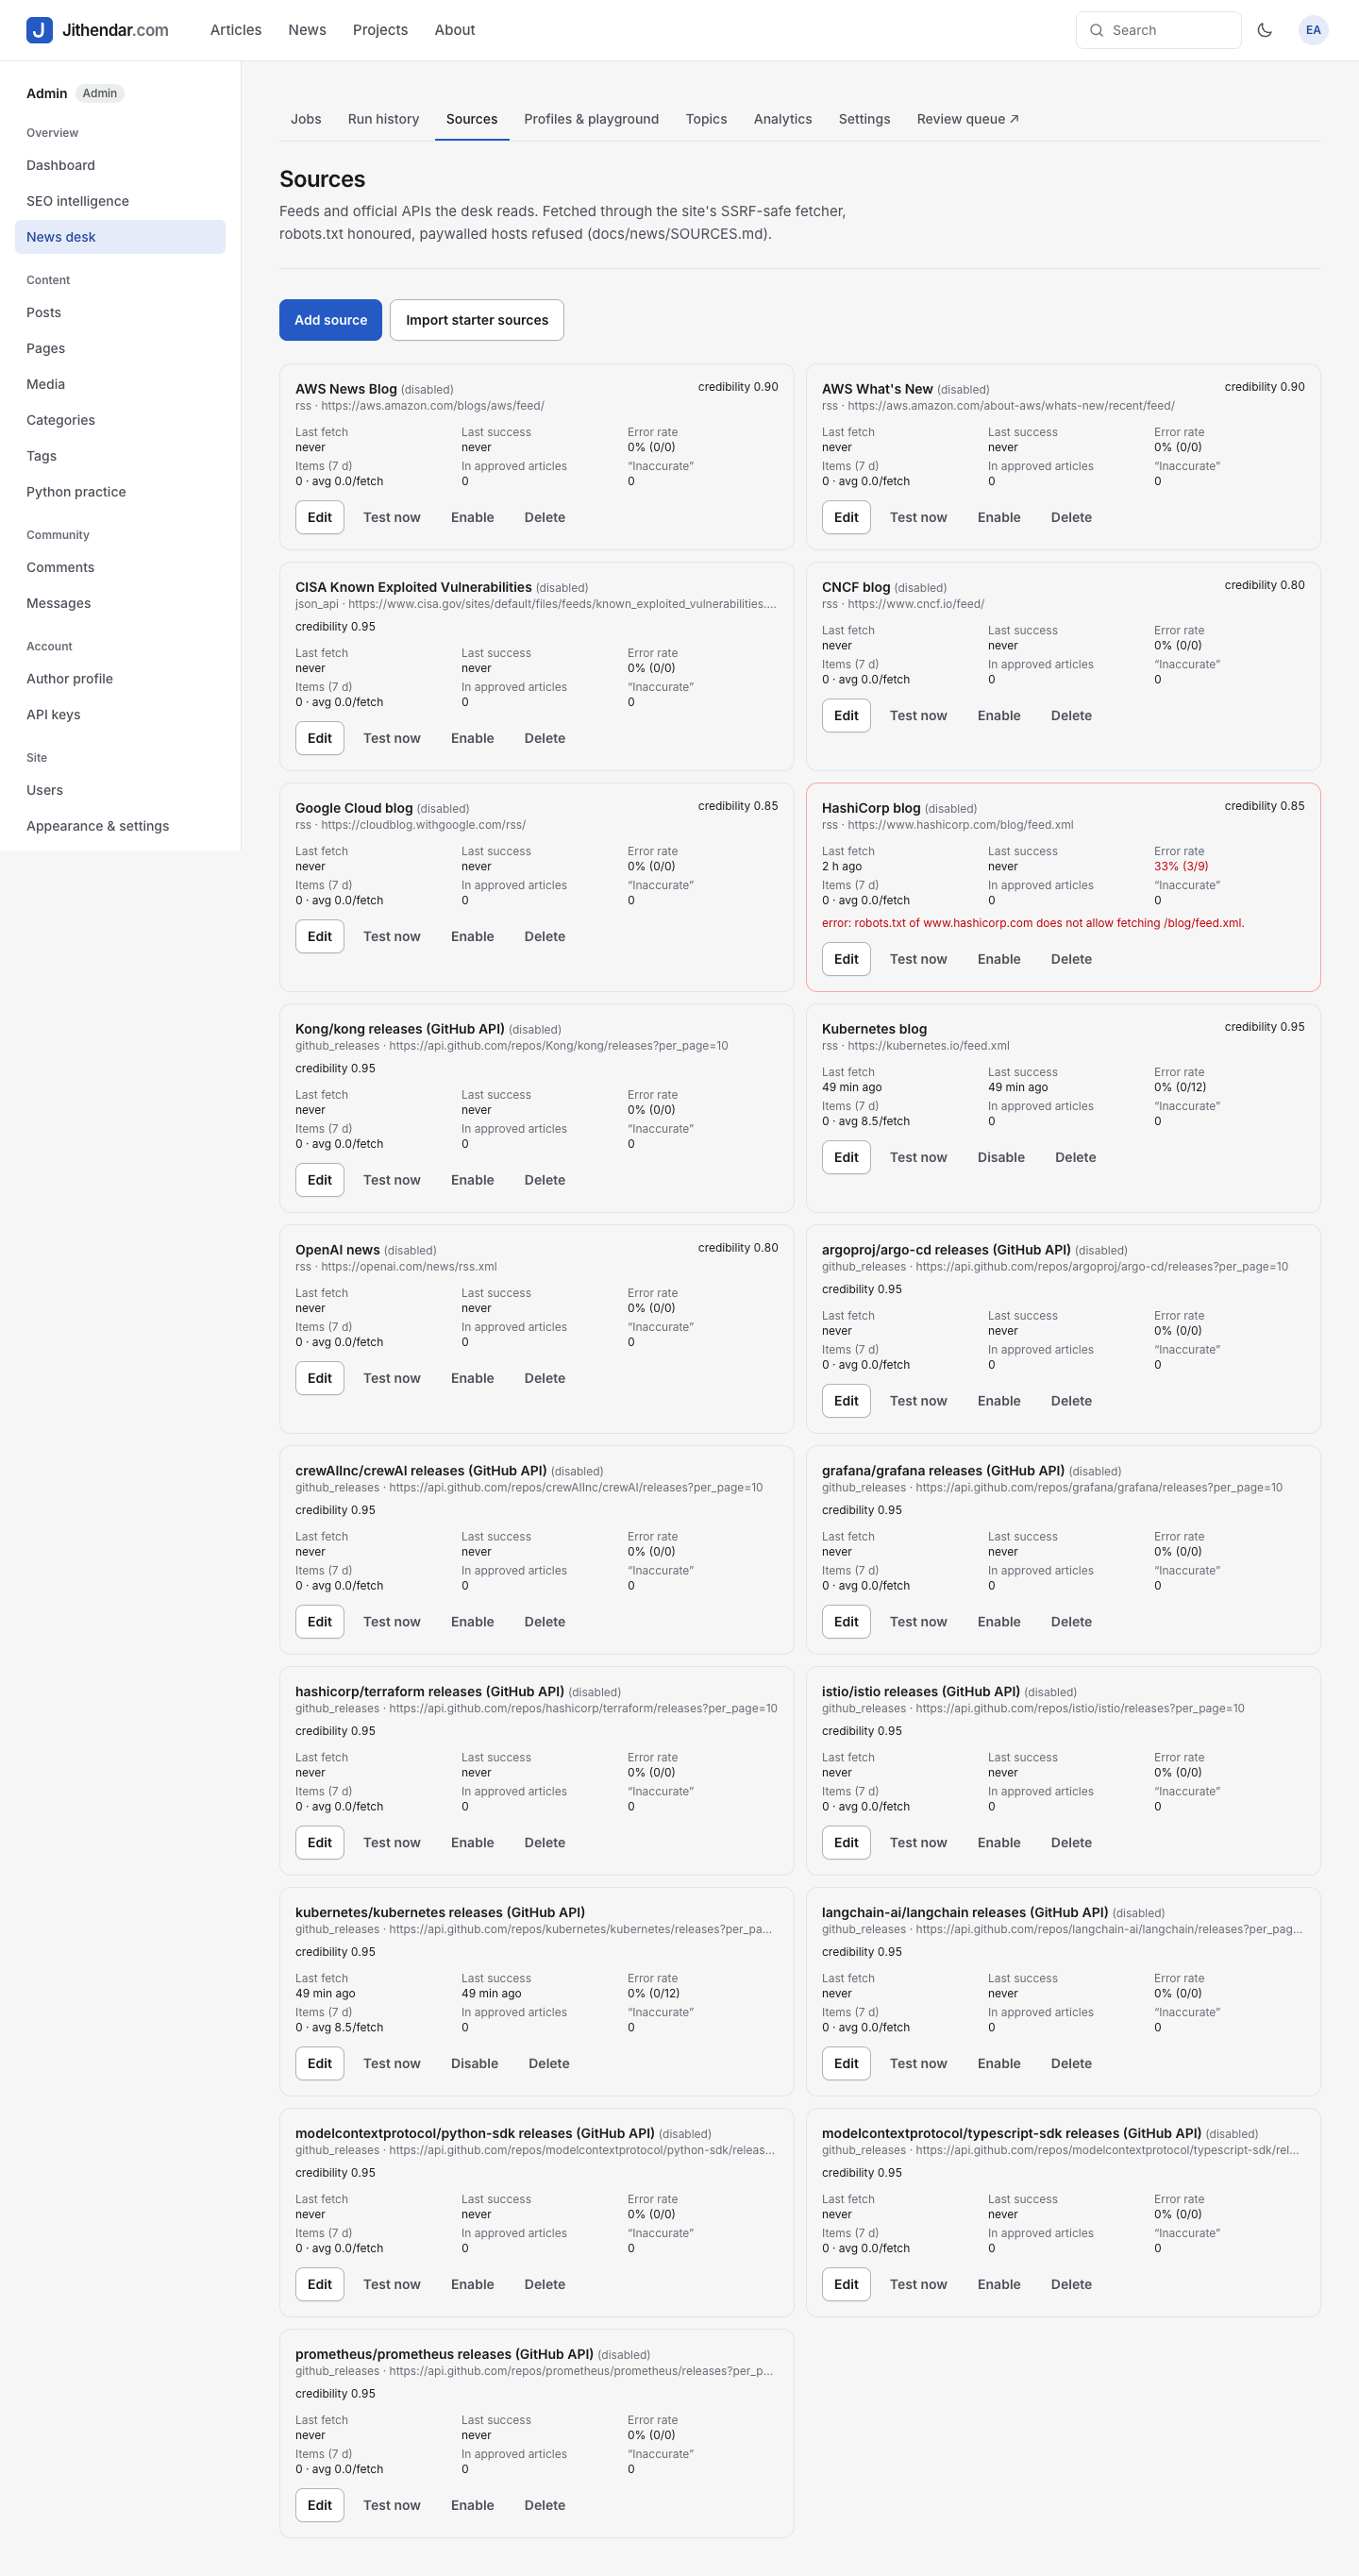 J Jithendar.com
Articles News Projects About
Search
EA
Admin Admin
Overview
Dashboard
SEO intelligence
News desk
Content
Posts
Pages
Media
Categories
Tags
Python practice
Community
Comments
Messages
Account
Author profile
API keys
Site
Users
Appearance & settings
Jobs Run history Sources Profiles & playground Topics Analytics Settings Review queue ↗
Sources
Feeds and official APIs the desk reads. Fetched through the site's SSRF-safe fetcher,
robots.txt honoured, paywalled hosts refused (docs/news/SOURCES.md).
Add source Import starter sources
AWS News Blog (disabled) credibility 0.90
rss · https://aws.amazon.com/blogs/aws/feed/
Last fetch Last success Error rate
never never 0% (0/0)
Items (7 d) In approved articles “Inaccurate”
0 · avg 0.0/fetch 0 0
Edit Test now Enable Delete
AWS What's New (disabled) credibility 0.90
rss · https://aws.amazon.com/about-aws/whats-new/recent/feed/
Last fetch Last success Error rate
never never 0% (0/0)
Items (7 d) In approved articles “Inaccurate”
0 · avg 0.0/fetch 0 0
Edit Test now Enable Delete
CISA Known Exploited Vulnerabilities (disabled)
json_api · https://www.cisa.gov/sites/default/files/feeds/known_exploited_vulnerabilities....
credibility 0.95
Last fetch Last success Error rate
never never 0% (0/0)
Items (7 d) In approved articles “Inaccurate”
0 · avg 0.0/fetch 0 0
Edit Test now Enable Delete
CNCF blog (disabled) credibility 0.80
rss · https://www.cncf.io/feed/
Last fetch Last success Error rate
never never 0% (0/0)
Items (7 d) In approved articles “Inaccurate”
0 · avg 0.0/fetch 0 0
Edit Test now Enable Delete
Google Cloud blog (disabled) credibility 0.85
rss · https://cloudblog.withgoogle.com/rss/
Last fetch Last success Error rate
never never 0% (0/0)
Items (7 d) In approved articles “Inaccurate”
0 · avg 0.0/fetch 0 0
Edit Test now Enable Delete
HashiCorp blog (disabled) credibility 0.85
rss · https://www.hashicorp.com/blog/feed.xml
Last fetch Last success Error rate
2 h ago never 33% (3/9)
Items (7 d) In approved articles “Inaccurate”
0 · avg 0.0/fetch 0 0
error: robots.txt of www.hashicorp.com does not allow fetching /blog/feed.xml.
Edit Test now Enable Delete
Kong/kong releases (GitHub API) (disabled)
github_releases · https://api.github.com/repos/Kong/kong/releases?per_page=10
credibility 0.95
Last fetch Last success Error rate
never never 0% (0/0)
Items (7 d) In approved articles “Inaccurate”
0 · avg 0.0/fetch 0 0
Edit Test now Enable Delete
Kubernetes blog credibility 0.95
rss · https://kubernetes.io/feed.xml
Last fetch Last success Error rate
49 min ago 49 min ago 0% (0/12)
Items (7 d) In approved articles “Inaccurate”
0 · avg 8.5/fetch 0 0
Edit Test now Disable Delete
OpenAI news (disabled) credibility 0.80
rss · https://openai.com/news/rss.xml
Last fetch Last success Error rate
never never 0% (0/0)
Items (7 d) In approved articles “Inaccurate”
0 · avg 0.0/fetch 0 0
Edit Test now Enable Delete
argoproj/argo-cd releases (GitHub API) (disabled)
github_releases · https://api.github.com/repos/argoproj/argo-cd/releases?per_page=10
credibility 0.95
Last fetch Last success Error rate
never never 0% (0/0)
Items (7 d) In approved articles “Inaccurate”
0 · avg 0.0/fetch 0 0
Edit Test now Enable Delete
crewAIInc/crewAI releases (GitHub API) (disabled)
github_releases · https://api.github.com/repos/crewAIInc/crewAI/releases?per_page=10
credibility 0.95
Last fetch Last success Error rate
never never 0% (0/0)
Items (7 d) In approved articles “Inaccurate”
0 · avg 0.0/fetch 0 0
Edit Test now Enable Delete
grafana/grafana releases (GitHub API) (disabled)
github_releases · https://api.github.com/repos/grafana/grafana/releases?per_page=10
credibility 0.95
Last fetch Last success Error rate
never never 0% (0/0)
Items (7 d) In approved articles “Inaccurate”
0 · avg 0.0/fetch 0 0
Edit Test now Enable Delete
hashicorp/terraform releases (GitHub API) (disabled)
github_releases · https://api.github.com/repos/hashicorp/terraform/releases?per_page=10
credibility 0.95
Last fetch Last success Error rate
never never 0% (0/0)
Items (7 d) In approved articles “Inaccurate”
0 · avg 0.0/fetch 0 0
Edit Test now Enable Delete
istio/istio releases (GitHub API) (disabled)
github_releases · https://api.github.com/repos/istio/istio/releases?per_page=10
credibility 0.95
Last fetch Last success Error rate
never never 0% (0/0)
Items (7 d) In approved articles “Inaccurate”
0 · avg 0.0/fetch 0 0
Edit Test now Enable Delete
kubernetes/kubernetes releases (GitHub API)
github_releases · https://api.github.com/repos/kubernetes/kubernetes/releases?per_pa...
credibility 0.95
Last fetch Last success Error rate
49 min ago 49 min ago 0% (0/12)
Items (7 d) In approved articles “Inaccurate”
0 · avg 8.5/fetch 0 0
Edit Test now Disable Delete
langchain-ai/langchain releases (GitHub API) (disabled)
github_releases · https://api.github.com/repos/langchain-ai/langchain/releases?per_pag...
credibility 0.95
Last fetch Last success Error rate
never never 0% (0/0)
Items (7 d) In approved articles “Inaccurate”
0 · avg 0.0/fetch 0 0
Edit Test now Enable Delete
modelcontextprotocol/python-sdk releases (GitHub API) (disabled)
github_releases · https://api.github.com/repos/modelcontextprotocol/python-sdk/releas...
credibility 0.95
Last fetch Last success Error rate
never never 0% (0/0)
Items (7 d) In approved articles “Inaccurate”
0 · avg 0.0/fetch 0 0
Edit Test now Enable Delete
modelcontextprotocol/typescript-sdk releases (GitHub API) (disabled)
github_releases · https://api.github.com/repos/modelcontextprotocol/typescript-sdk/rel...
credibility 0.95
Last fetch Last success Error rate
never never 0% (0/0)
Items (7 d) In approved articles “Inaccurate”
0 · avg 0.0/fetch 0 0
Edit Test now Enable Delete
prometheus/prometheus releases (GitHub API) (disabled)
github_releases · https://api.github.com/repos/prometheus/prometheus/releases?per_p...
credibility 0.95
Last fetch Last success Error rate
never never 0% (0/0)
Items (7 d) In approved articles “Inaccurate”
0 · avg 0.0/fetch 0 0
Edit Test now Enable Delete